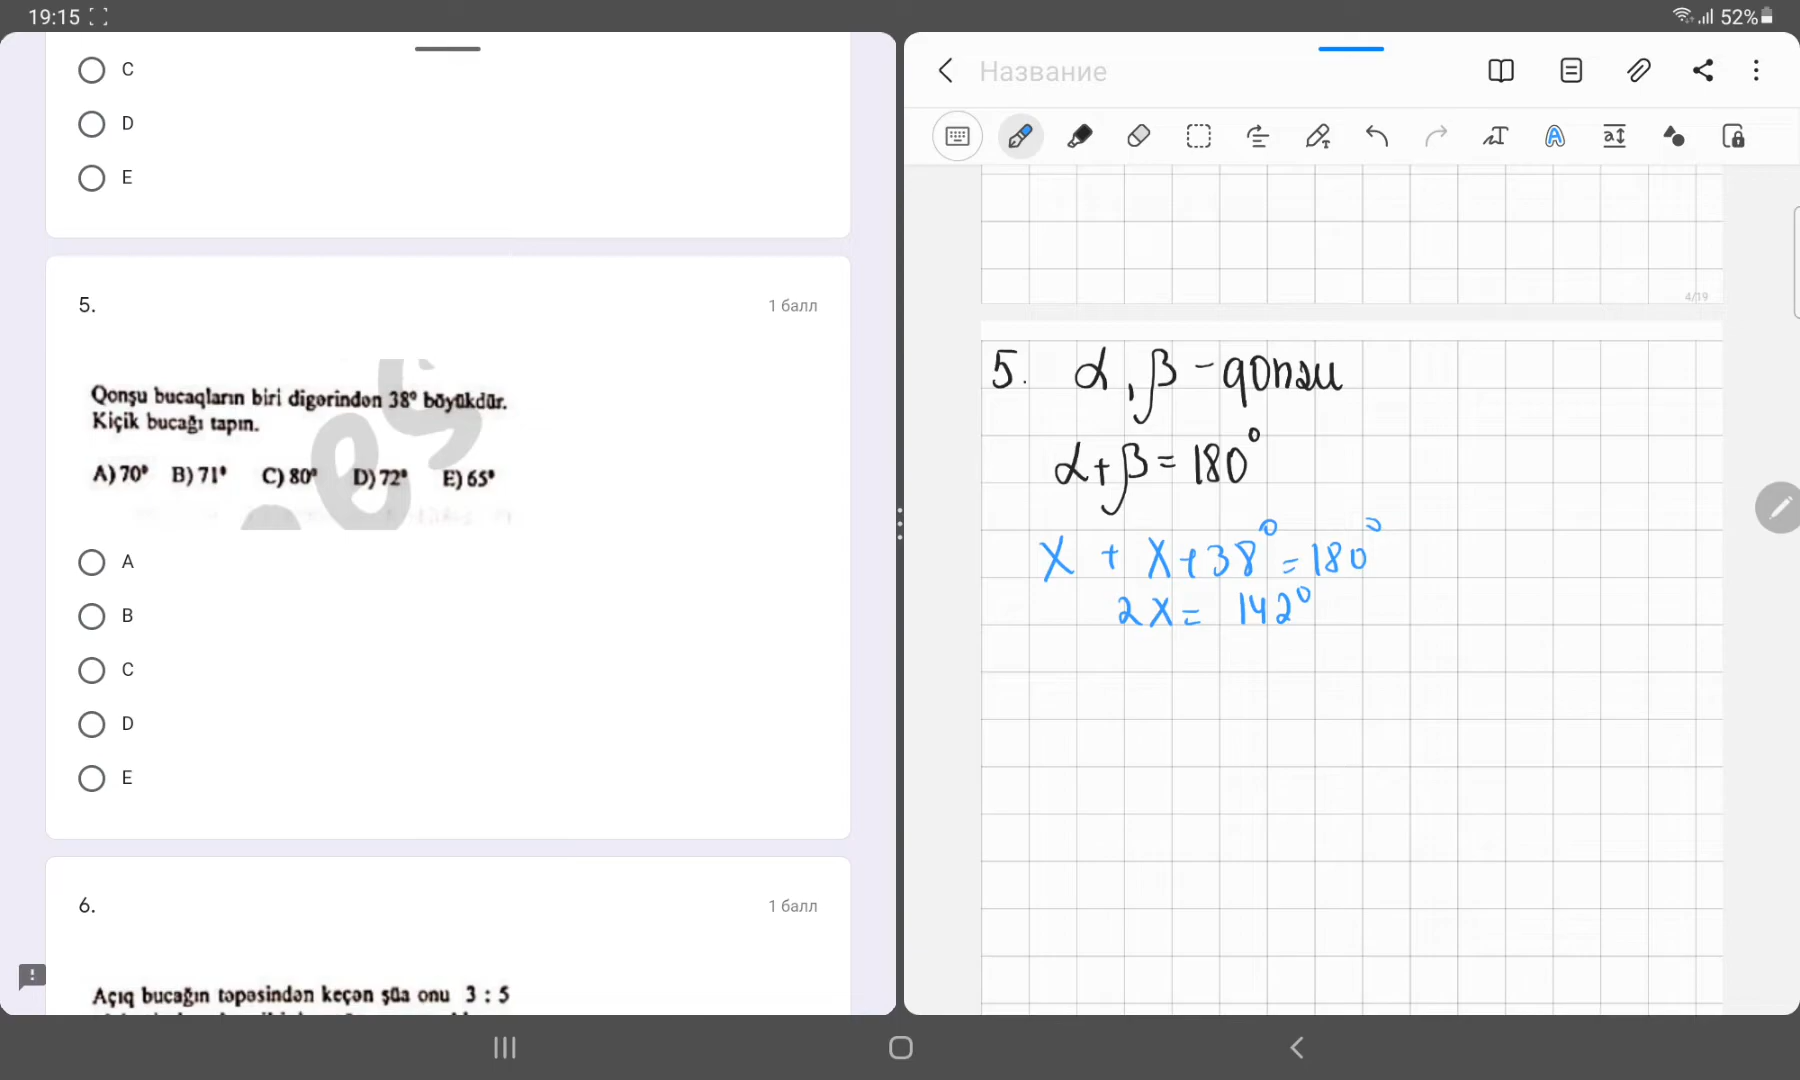 19:15
52%
C
D
E
5.
1 балл
Qonşu bucaqların biri digərindən 38° böyükdür.
Kiçik bucağı tapın.
A) 70° B) 71° C) 80° D) 72° E) 65°
A
B
C
D
E
6.
1 балл
Açıq bucağın təpəsindən keçən şüa onu 3 : 5
Название
4/19
5. α, β - qonşu
α+β = 180°
x + x+38° = 180°
2x = 142°